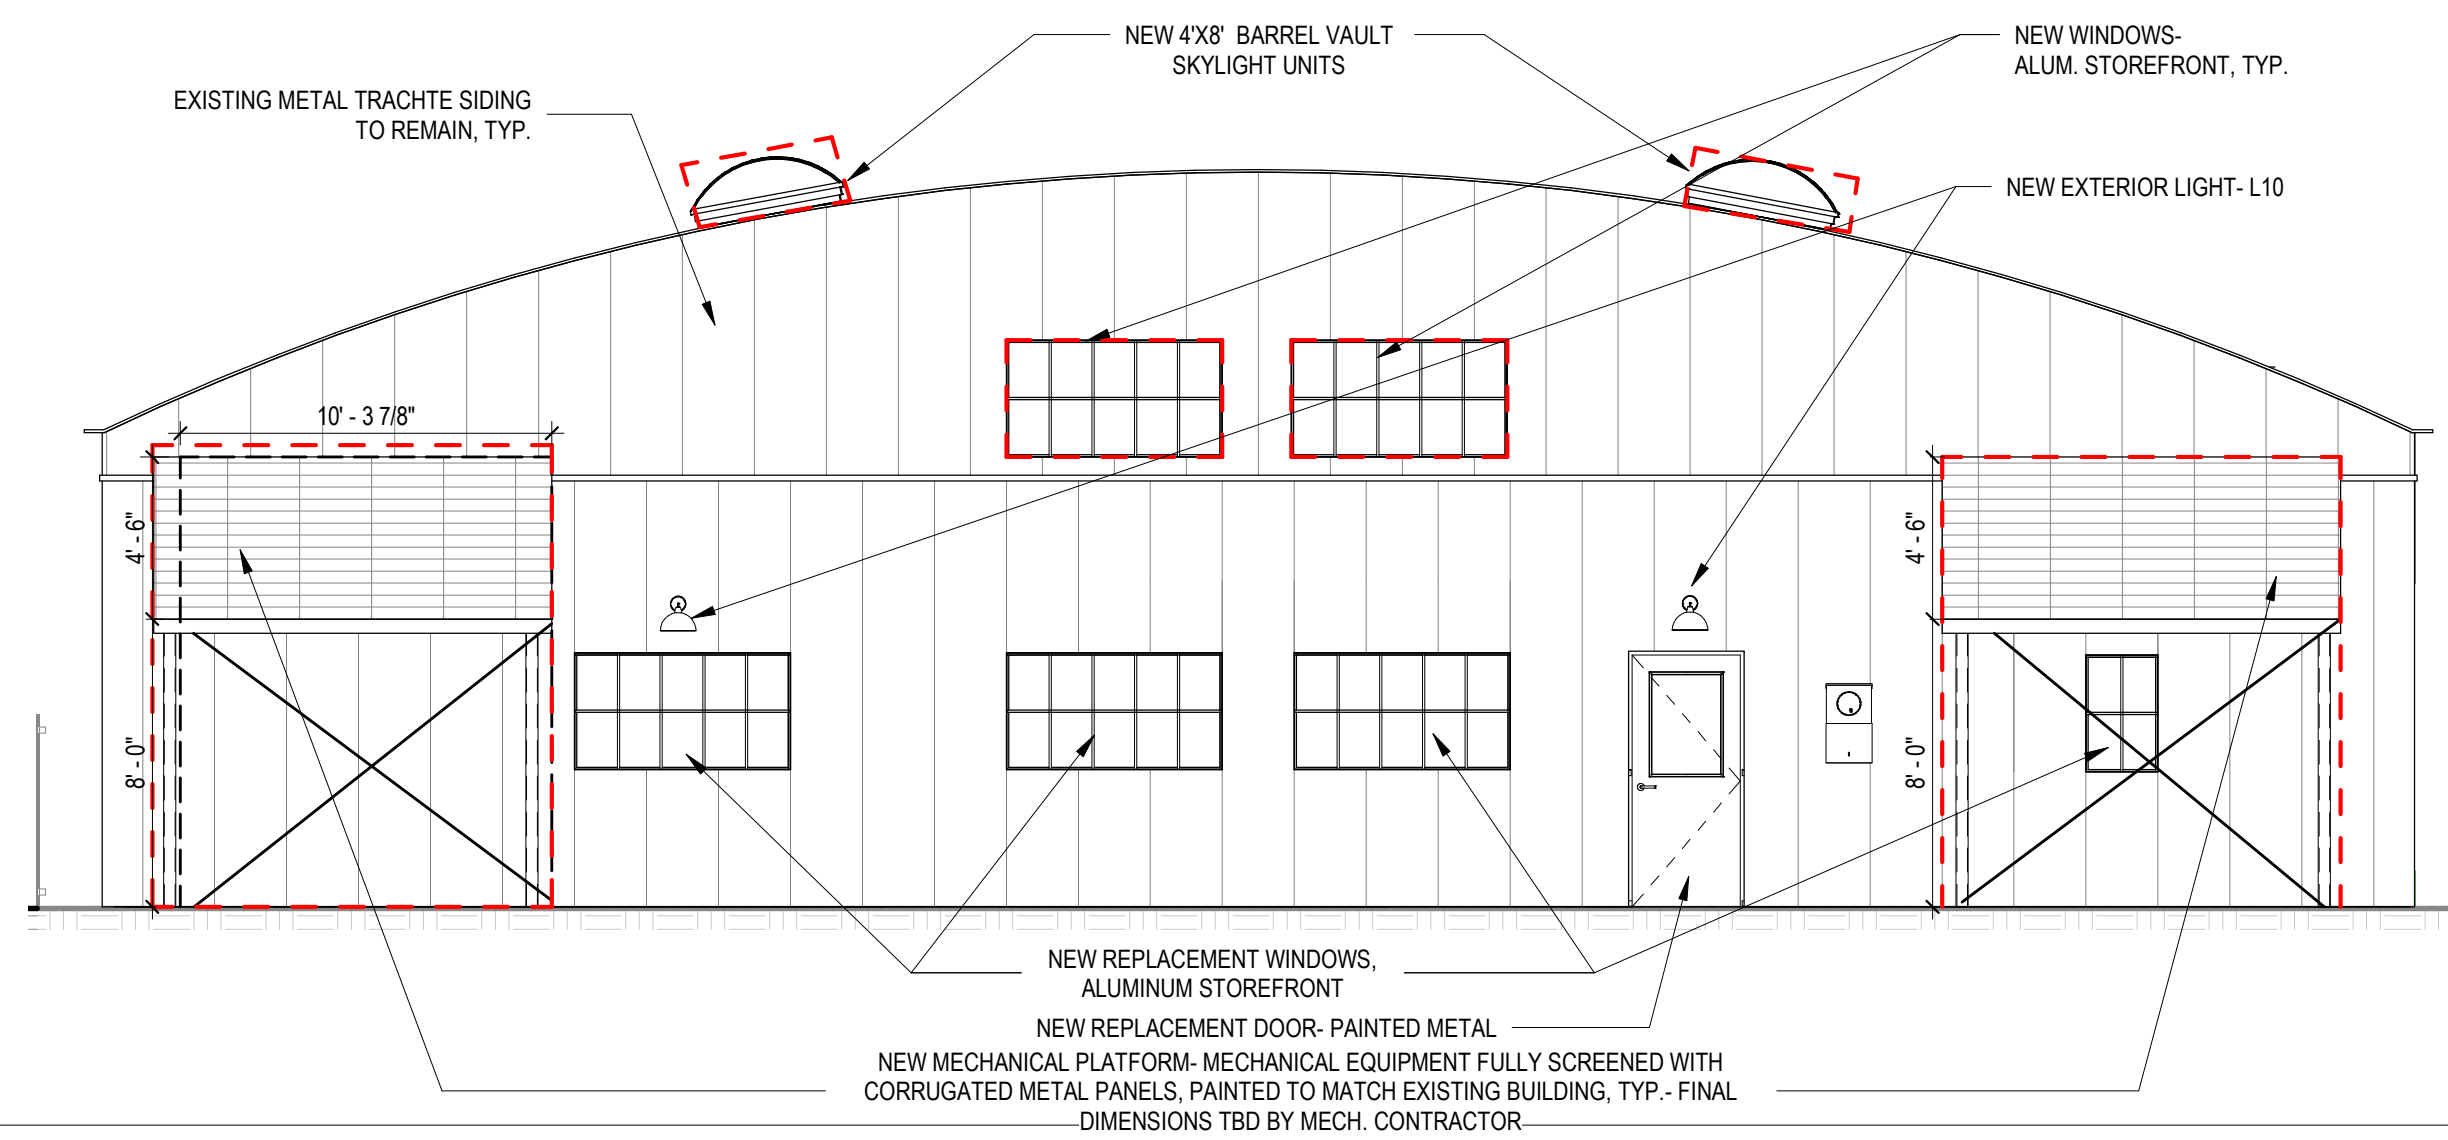 NEW 4'X8' BARREL VAULT
SKYLIGHT UNITS
NEW WINDOWS-
ALUM. STOREFRONT, TYP.
EXISTING METAL TRACHTE SIDING
TO REMAIN, TYP.
NEW EXTERIOR LIGHT- L10
10' - 3 7/8"
4' - 6"
4' - 6"
8' - 0"
8' - 0"
NEW REPLACEMENT WINDOWS,
ALUMINUM STOREFRONT
NEW REPLACEMENT DOOR- PAINTED METAL
NEW MECHANICAL PLATFORM- MECHANICAL EQUIPMENT FULLY SCREENED WITH
CORRUGATED METAL PANELS, PAINTED TO MATCH EXISTING BUILDING, TYP.- FINAL
DIMENSIONS TBD BY MECH. CONTRACTOR